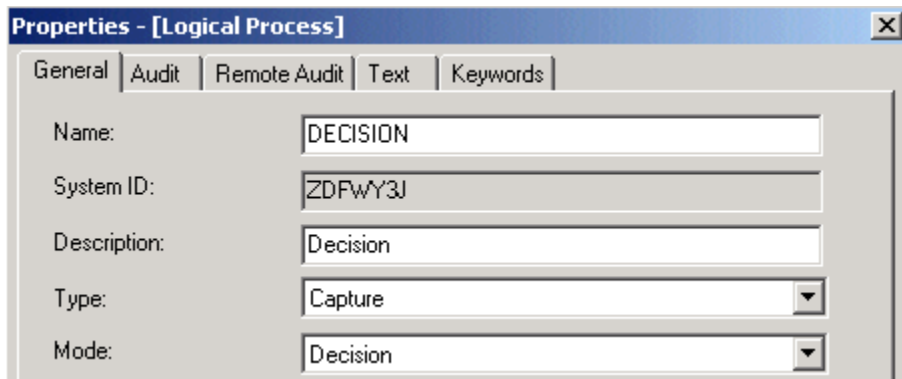 Properties - [Logical Process]
General Audit Remote Audit Text Keywords
Name: DECISION
System ID: ZDFWY3J
Description: Decision
Type: Capture
Mode: Decision